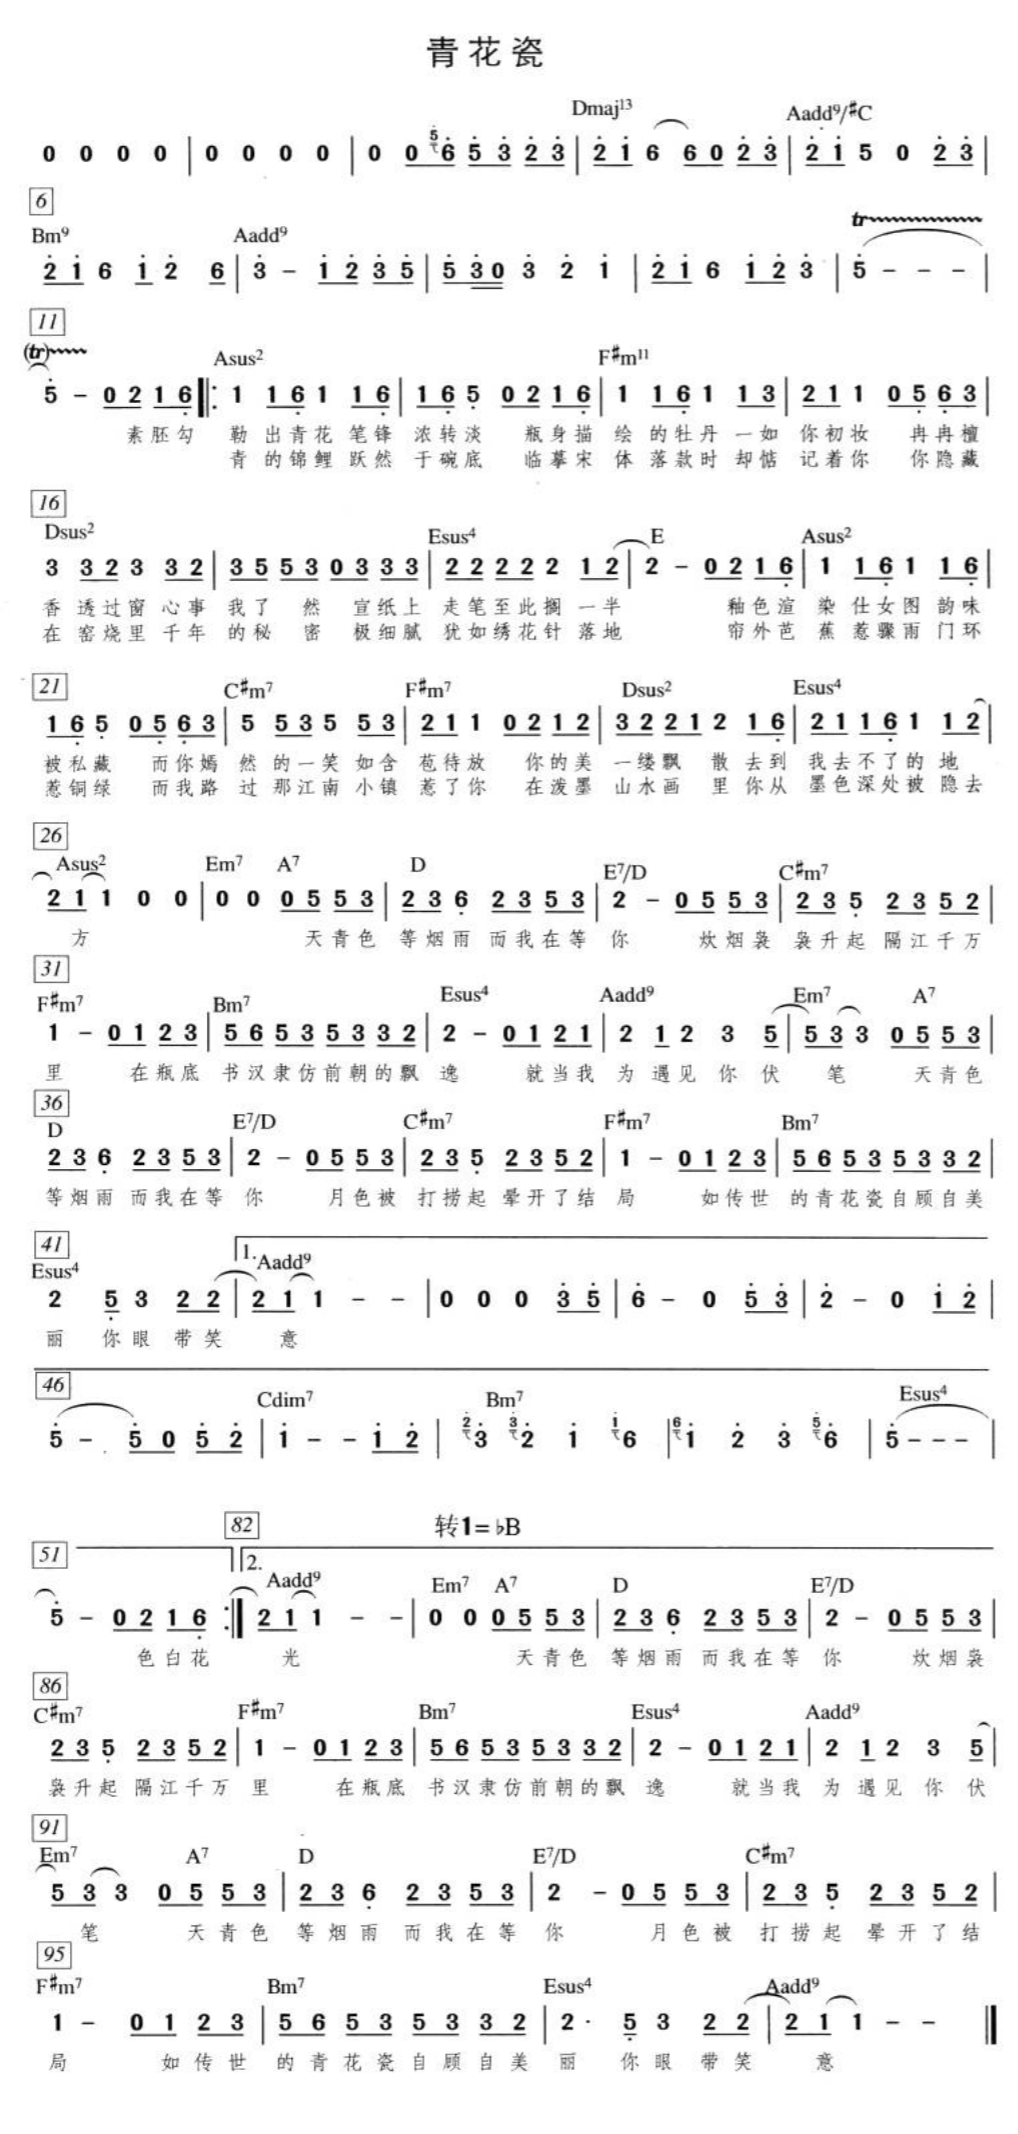 青花瓷
Dmaj13 Aadd9/#C
0 0 0 0 | 0 0 0 0 | 0 0 5 6 5 3 2 3 | 2 1 6 6 0 2 3 | 2 1 5 0 2 3 |
6
Bm9 Aadd9 tr
2 1 6 1 2 6 | 3 - 1 2 3 5 | 5 3 0 3 2 1 | 2 1 6 1 2 3 | 5 - - - |
11
(tr) Asus2 F#m11
5 - 0 2 1 6 |: 1 1 6 1 1 6 | 1 6 5 0 2 1 6 | 1 1 6 1 1 3 | 2 1 1 0 5 6 3 |
素胚勾 勒出青花笔锋 浓转淡 瓶身描 绘的牡丹一如 你初妆 冉冉檀
青的锦鲤跃然 于碗底 临摹宋 体落款时却惦 记着你 你隐藏
16
Dsus2 Esus4 E Asus2
3 3 2 3 3 2 | 3 5 5 3 0 3 3 3 | 2 2 2 2 2 1 2 | 2 - 0 2 1 6 | 1 1 6 1 1 6 |
香透过窗心事 我了 然 宣纸上 走笔至此搁一半 釉色渲 染仕女图韵味
在窑烧里千年 的秘 密 极细腻 犹如绣花针落地 帘外芭 蕉惹骤雨门环
21
C#m7 F#m7 Dsus2 Esus4
1 6 5 0 5 6 3 | 5 5 3 5 5 3 | 2 1 1 0 2 1 2 | 3 2 2 1 2 1 6 | 2 1 1 6 1 1 2 |
被私藏 而你嫣 然的一笑如含 苞待放 你的美 一缕飘 散去到 我去不了的地
惹铜绿 而我路 过那江南小镇 惹了你 在泼墨 山水画 里你从 墨色深处被隐去
26
Asus2 Em7 A7 D E7/D C#m7
2 1 1 0 0 | 0 0 0 5 5 3 | 2 3 6 2 3 5 3 | 2 - 0 5 5 3 | 2 3 5 2 3 5 2 |
方 天青色 等烟雨 而我在等 你 炊烟袅 袅升起 隔江千万
31
F#m7 Bm7 Esus4 Aadd9 Em7 A7
1 - 0 1 2 3 | 5 6 5 3 5 3 3 2 | 2 - 0 1 2 1 | 2 1 2 3 5 | 5 3 3 0 5 5 3 |
里 在瓶底 书汉隶仿前朝的飘 逸 就当我 为遇见你伏 笔 天青色
36
D E7/D C#m7 F#m7 Bm7
2 3 6 2 3 5 3 | 2 - 0 5 5 3 | 2 3 5 2 3 5 2 | 1 - 0 1 2 3 | 5 6 5 3 5 3 3 2 |
等烟雨 而我在等 你 月色被 打捞起 晕开了结 局 如传世 的青花瓷自顾自美
41
Esus4 1. Aadd9
2 5 3 2 2 | 2 1 1 - - | 0 0 0 3 5 | 6 - 0 5 3 | 2 - 0 1 2 |
丽 你眼带笑 意
46
Cdim7 Bm7 Esus4
5 - 5 0 5 2 | 1 - - 1 2 | 2 3 3 2 1 1 6 | 6 1 2 3 5 6 | 5 - - - |
82 转1=♭B
51 2.
Aadd9 Em7 A7 D E7/D
5 - 0 2 1 6 :| 2 1 1 - - | 0 0 0 5 5 3 | 2 3 6 2 3 5 3 | 2 - 0 5 5 3 |
色白花 光 天青色 等烟雨 而我在等 你 炊烟袅
86
C#m7 F#m7 Bm7 Esus4 Aadd9
2 3 5 2 3 5 2 | 1 - 0 1 2 3 | 5 6 5 3 5 3 3 2 | 2 - 0 1 2 1 | 2 1 2 3 5 |
袅升起 隔江千万 里 在瓶底 书汉隶仿前朝的飘 逸 就当我 为遇见你伏
91
Em7 A7 D E7/D C#m7
5 3 3 0 5 5 3 | 2 3 6 2 3 5 3 | 2 - 0 5 5 3 | 2 3 5 2 3 5 2 |
笔 天青色 等烟雨 而我在等 你 月色被 打捞起 晕开了结
95
F#m7 Bm7 Esus4 Aadd9
1 - 0 1 2 3 | 5 6 5 3 5 3 3 2 | 2 · 5 3 2 2 | 2 1 1 - - ‖
局 如传世 的青花瓷自顾自美 丽 你眼带笑 意